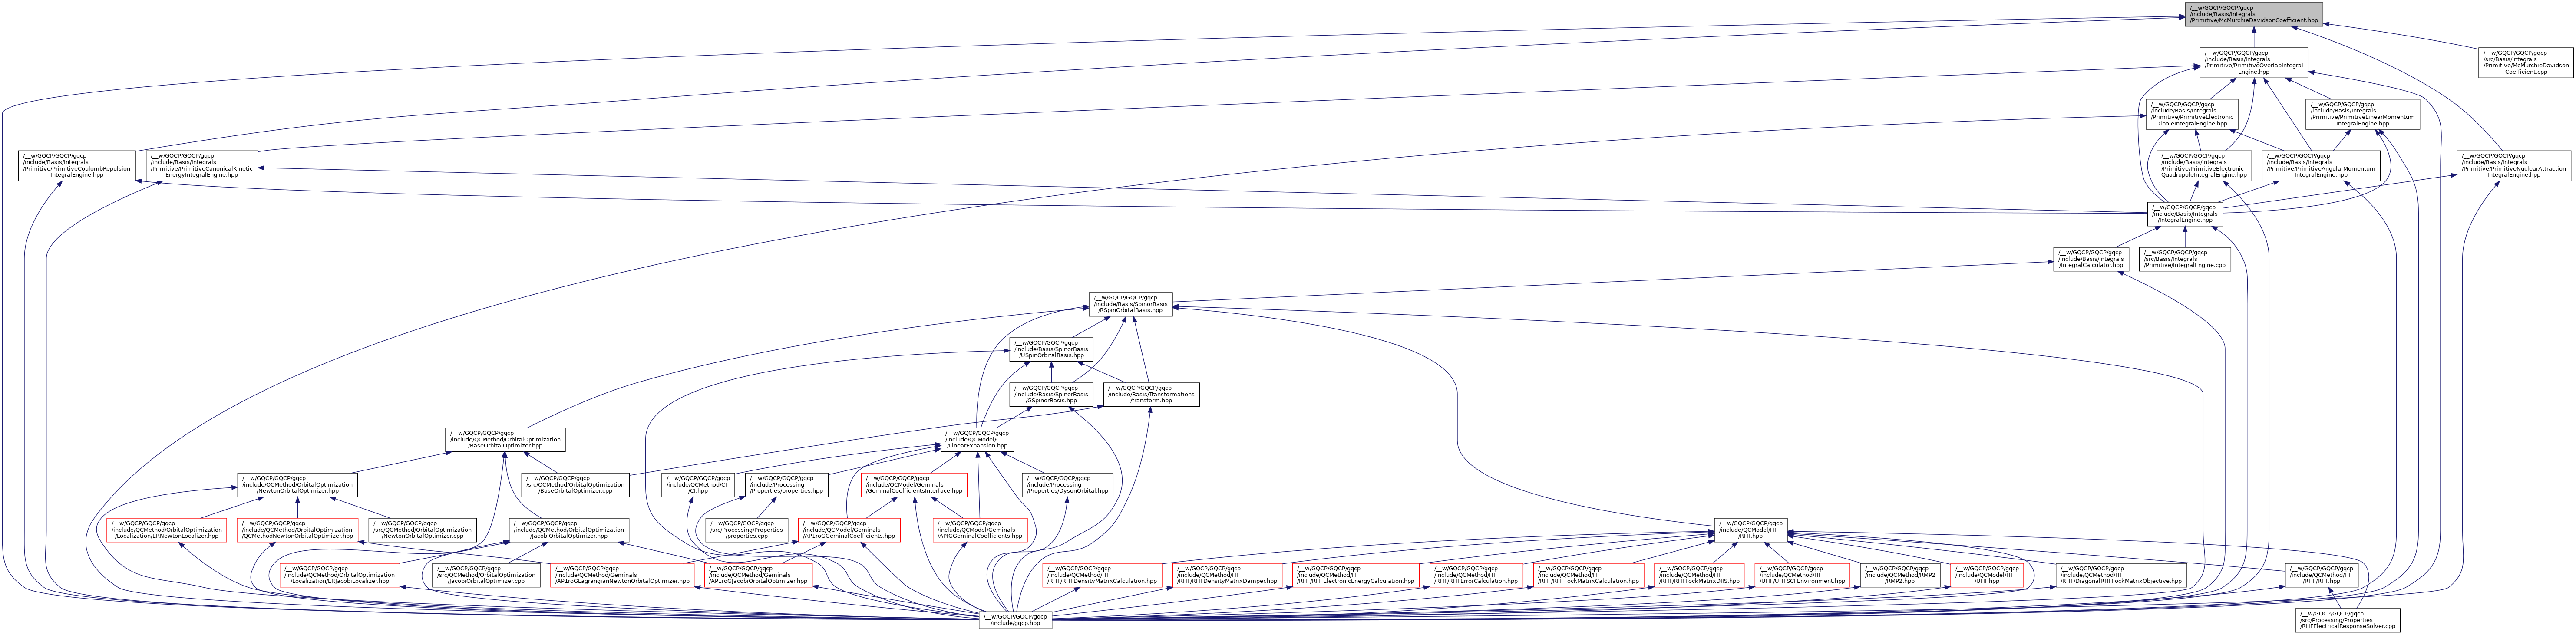 /__w/GQCP/GQCP/gqcp
/include/Basis/Integrals
/Primitive/McMurchieDavidsonCoefficient.hpp
/__w/GQCP/GQCP/gqcp
/include/Basis/Integrals
/Primitive/PrimitiveOverlapIntegral
Engine.hpp
/__w/GQCP/GQCP/gqcp
/src/Basis/Integrals
/Primitive/McMurchieDavidson
Coefficient.cpp
/__w/GQCP/GQCP/gqcp
/include/Basis/Integrals
/Primitive/PrimitiveElectronic
DipoleIntegralEngine.hpp
/__w/GQCP/GQCP/gqcp
/include/Basis/Integrals
/Primitive/PrimitiveLinearMomentum
IntegralEngine.hpp
/__w/GQCP/GQCP/gqcp
/include/Basis/Integrals
/Primitive/PrimitiveCoulombRepulsion
IntegralEngine.hpp
/__w/GQCP/GQCP/gqcp
/include/Basis/Integrals
/Primitive/PrimitiveCanonicalKinetic
EnergyIntegralEngine.hpp
/__w/GQCP/GQCP/gqcp
/include/Basis/Integrals
/Primitive/PrimitiveElectronic
QuadrupoleIntegralEngine.hpp
/__w/GQCP/GQCP/gqcp
/include/Basis/Integrals
/Primitive/PrimitiveAngularMomentum
IntegralEngine.hpp
/__w/GQCP/GQCP/gqcp
/include/Basis/Integrals
/Primitive/PrimitiveNuclearAttraction
IntegralEngine.hpp
/__w/GQCP/GQCP/gqcp
/include/Basis/Integrals
/IntegralEngine.hpp
/__w/GQCP/GQCP/gqcp
/include/Basis/Integrals
/IntegralCalculator.hpp
/__w/GQCP/GQCP/gqcp
/src/Basis/Integrals
/Primitive/IntegralEngine.cpp
/__w/GQCP/GQCP/gqcp
/include/Basis/SpinorBasis
/RSpinOrbitalBasis.hpp
/__w/GQCP/GQCP/gqcp
/include/Basis/SpinorBasis
/USpinOrbitalBasis.hpp
/__w/GQCP/GQCP/gqcp
/include/Basis/SpinorBasis
/GSpinorBasis.hpp
/__w/GQCP/GQCP/gqcp
/include/Basis/Transformations
/transform.hpp
/__w/GQCP/GQCP/gqcp
/include/QCMethod/OrbitalOptimization
/BaseOrbitalOptimizer.hpp
/__w/GQCP/GQCP/gqcp
/include/QCModel/CI
/LinearExpansion.hpp
/__w/GQCP/GQCP/gqcp
/include/QCMethod/OrbitalOptimization
/NewtonOrbitalOptimizer.hpp
/__w/GQCP/GQCP/gqcp
/src/QCMethod/OrbitalOptimization
/BaseOrbitalOptimizer.cpp
/__w/GQCP/GQCP/gqcp
/include/QCMethod/CI
/CI.hpp
/__w/GQCP/GQCP/gqcp
/include/Processing
/Properties/properties.hpp
/__w/GQCP/GQCP/gqcp
/include/QCModel/Geminals
/GeminalCoefficientsInterface.hpp
/__w/GQCP/GQCP/gqcp
/include/Processing
/Properties/DysonOrbital.hpp
/__w/GQCP/GQCP/gqcp
/include/QCMethod/OrbitalOptimization
/Localization/ERNewtonLocalizer.hpp
/__w/GQCP/GQCP/gqcp
/include/QCMethod/OrbitalOptimization
/QCMethodNewtonOrbitalOptimizer.hpp
/__w/GQCP/GQCP/gqcp
/src/QCMethod/OrbitalOptimization
/NewtonOrbitalOptimizer.cpp
/__w/GQCP/GQCP/gqcp
/include/QCMethod/OrbitalOptimization
/JacobiOrbitalOptimizer.hpp
/__w/GQCP/GQCP/gqcp
/src/Processing/Properties
/properties.cpp
/__w/GQCP/GQCP/gqcp
/include/QCModel/Geminals
/AP1roGGeminalCoefficients.hpp
/__w/GQCP/GQCP/gqcp
/include/QCModel/Geminals
/APIGGeminalCoefficients.hpp
/__w/GQCP/GQCP/gqcp
/include/QCModel/HF
/RHF.hpp
/__w/GQCP/GQCP/gqcp
/include/QCMethod/OrbitalOptimization
/Localization/ERJacobiLocalizer.hpp
/__w/GQCP/GQCP/gqcp
/src/QCMethod/OrbitalOptimization
/JacobiOrbitalOptimizer.cpp
/__w/GQCP/GQCP/gqcp
/include/QCMethod/Geminals
/AP1roGLagrangianNewtonOrbitalOptimizer.hpp
/__w/GQCP/GQCP/gqcp
/include/QCMethod/Geminals
/AP1roGJacobiOrbitalOptimizer.hpp
/__w/GQCP/GQCP/gqcp
/include/QCMethod/HF
/RHF/RHFDensityMatrixCalculation.hpp
/__w/GQCP/GQCP/gqcp
/include/QCMethod/HF
/RHF/RHFDensityMatrixDamper.hpp
/__w/GQCP/GQCP/gqcp
/include/QCMethod/HF
/RHF/RHFElectronicEnergyCalculation.hpp
/__w/GQCP/GQCP/gqcp
/include/QCMethod/HF
/RHF/RHFErrorCalculation.hpp
/__w/GQCP/GQCP/gqcp
/include/QCMethod/HF
/RHF/RHFFockMatrixCalculation.hpp
/__w/GQCP/GQCP/gqcp
/include/QCMethod/HF
/RHF/RHFFockMatrixDIIS.hpp
/__w/GQCP/GQCP/gqcp
/include/QCMethod/HF
/UHF/UHFSCFEnvironment.hpp
/__w/GQCP/GQCP/gqcp
/include/QCMethod/RMP2
/RMP2.hpp
/__w/GQCP/GQCP/gqcp
/include/QCModel/HF
/UHF.hpp
/__w/GQCP/GQCP/gqcp
/include/QCMethod/HF
/RHF/DiagonalRHFFockMatrixObjective.hpp
/__w/GQCP/GQCP/gqcp
/include/QCMethod/HF
/RHF/RHF.hpp
/__w/GQCP/GQCP/gqcp
/include/gqcp.hpp
/__w/GQCP/GQCP/gqcp
/src/Processing/Properties
/RHFElectricalResponseSolver.cpp